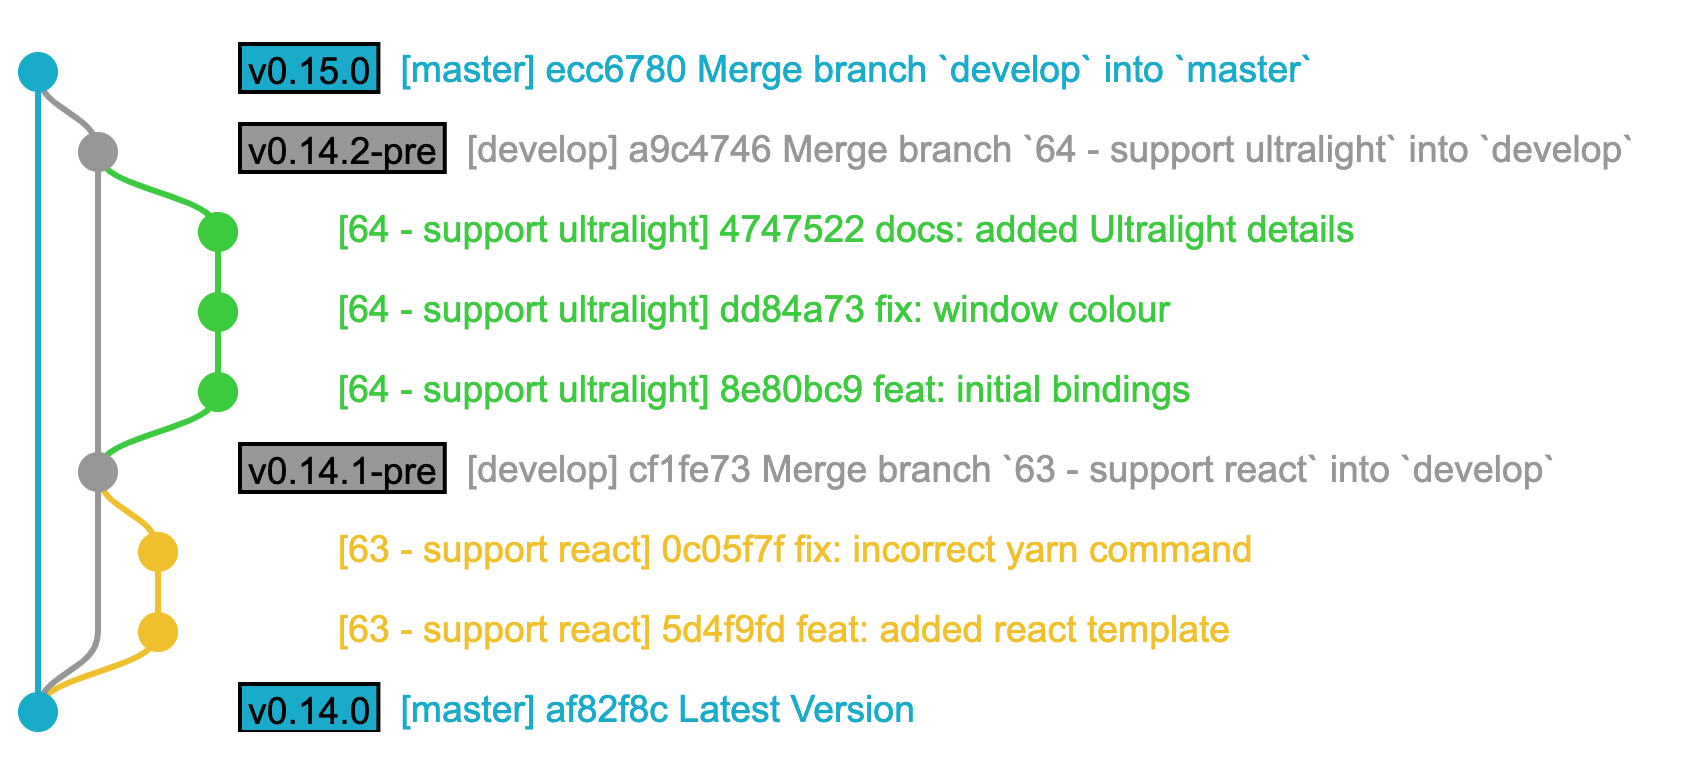 v0.15.0 [master] ecc6780 Merge branch `develop` into `master`
v0.14.2-pre [develop] a9c4746 Merge branch `64 - support ultralight` into `develop`
[64 - support ultralight] 4747522 docs: added Ultralight details
[64 - support ultralight] dd84a73 fix: window colour
[64 - support ultralight] 8e80bc9 feat: initial bindings
v0.14.1-pre [develop] cf1fe73 Merge branch `63 - support react` into `develop`
[63 - support react] 0c05f7f fix: incorrect yarn command
[63 - support react] 5d4f9fd feat: added react template
v0.14.0 [master] af82f8c Latest Version